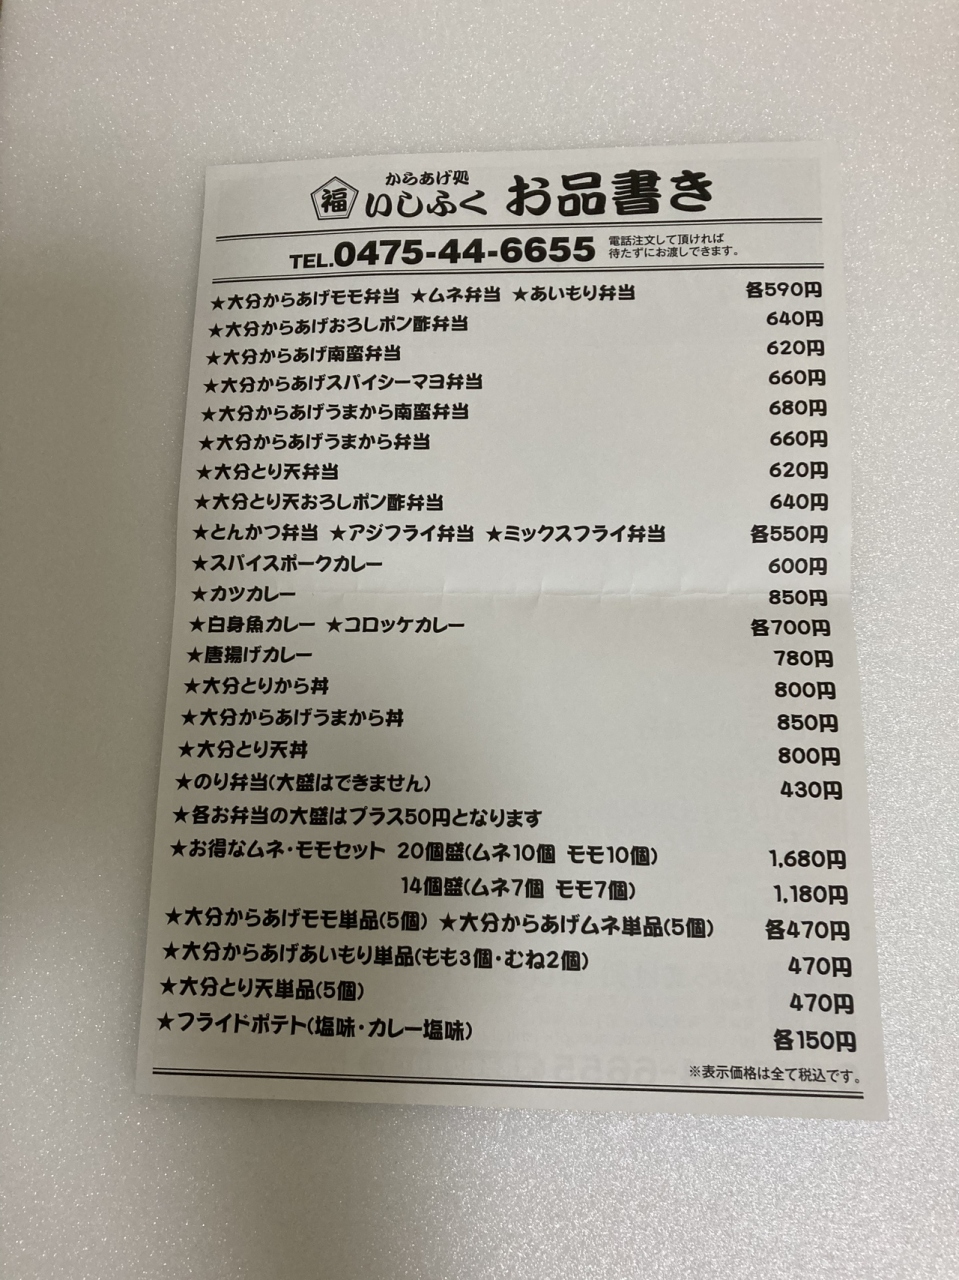 福
からあげ処
いしふく お品書き
TEL.0475-44-6655 電話注文して頂ければ
待たずにお渡しできます。
★大分からあげモモ弁当 ★ムネ弁当 ★あいもり弁当 各590円
★大分からあげおろしポン酢弁当 640円
★大分からあげ南蛮弁当 620円
★大分からあげスパイシーマヨ弁当 660円
★大分からあげうまから南蛮弁当 680円
★大分からあげうまから弁当 660円
★大分とり天弁当 620円
★大分とり天おろしポン酢弁当 640円
★とんかつ弁当 ★アジフライ弁当 ★ミックスフライ弁当 各550円
★スパイスポークカレー 600円
★カツカレー 850円
★白身魚カレー ★コロッケカレー 各700円
★唐揚げカレー 780円
★大分とりから丼 800円
★大分からあげうまから丼 850円
★大分とり天丼 800円
★のり弁当(大盛はできません) 430円
★各お弁当の大盛はプラス50円となります
★お得なムネ・モモセット 20個盛(ムネ10個 モモ10個) 1,680円
14個盛(ムネ7個 モモ7個) 1,180円
★大分からあげモモ単品(5個) ★大分からあげムネ単品(5個) 各470円
★大分からあげあいもり単品(もも3個・むね2個) 470円
★大分とり天単品(5個) 470円
★フライドポテト(塩味・カレー塩味) 各150円
※表示価格は全て税込です。